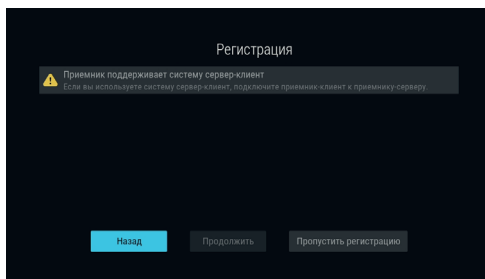 Регистрация
Приемник поддерживает систему сервер-клиент
Если вы используете систему сервер-клиент, подключите приемник-клиент к приемнику-серверу.
Назад
Продолжить
Пропустить регистрацию